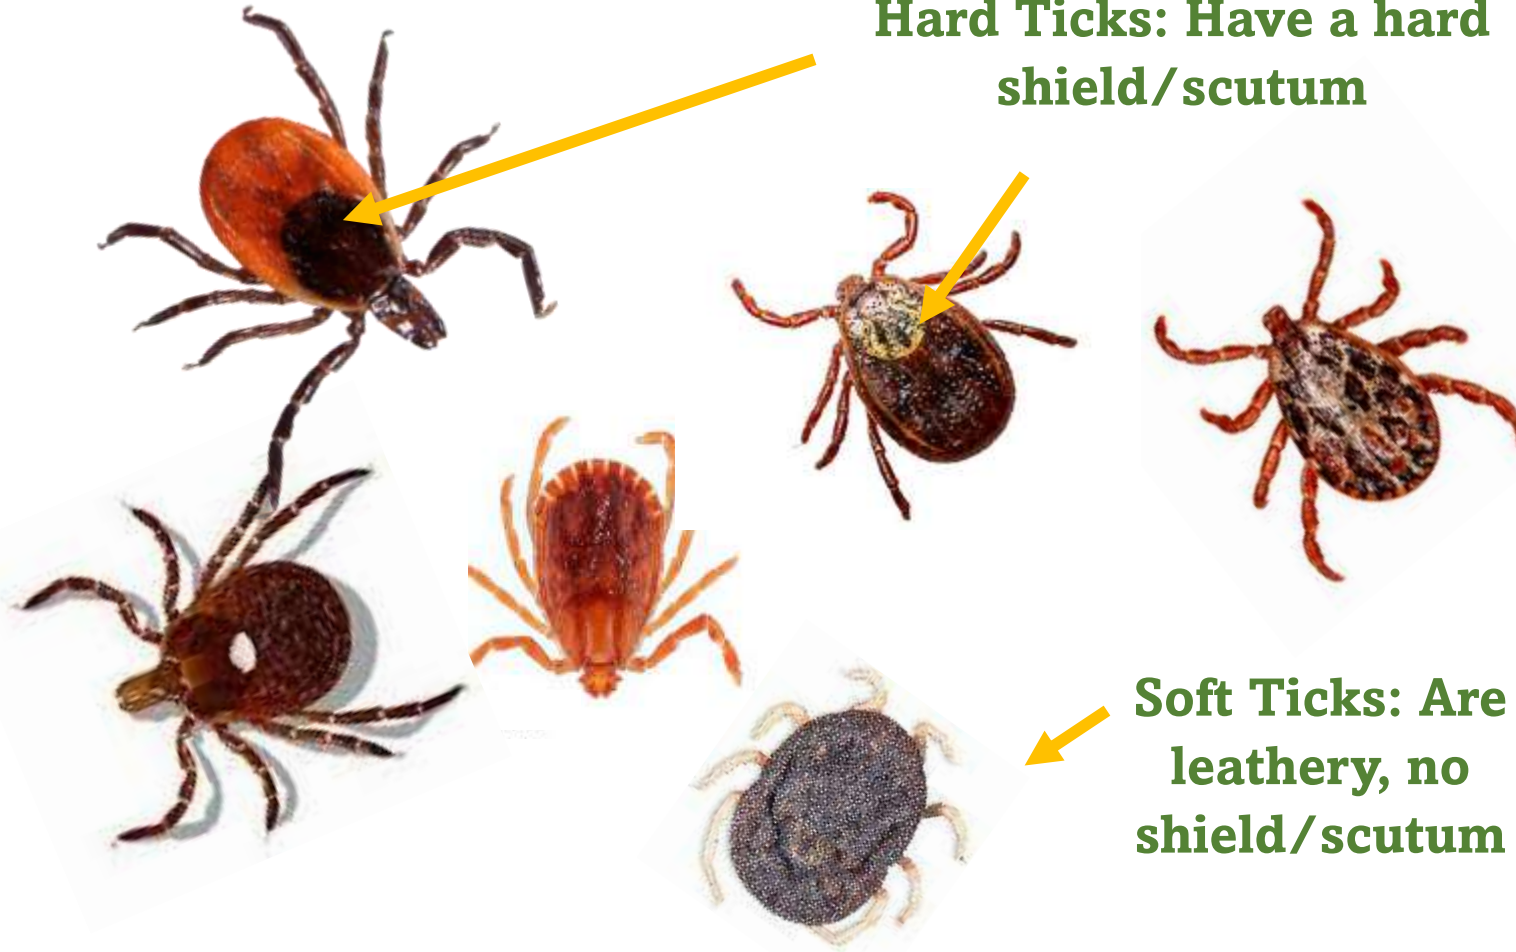 Hard Ticks: Have a hard
shield/scutum
Soft Ticks: Are
leathery, no
shield/scutum